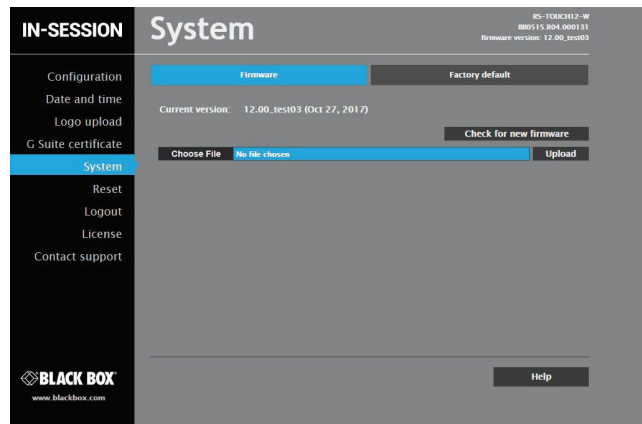 IN-SESSION
System
RS-TOUCH12-W
BB0515.R04.000131
firmware version: 12.00_test03
Configuration
Date and time
Logo upload
G Suite certificate
System
Reset
Logout
License
Contact support
Firmware
Factory default
Current version: 12.00_test03 (Oct 27, 2017)
Check for new firmware
Choose File No file chosen Upload
Help
BLACK BOX
www.blackbox.com